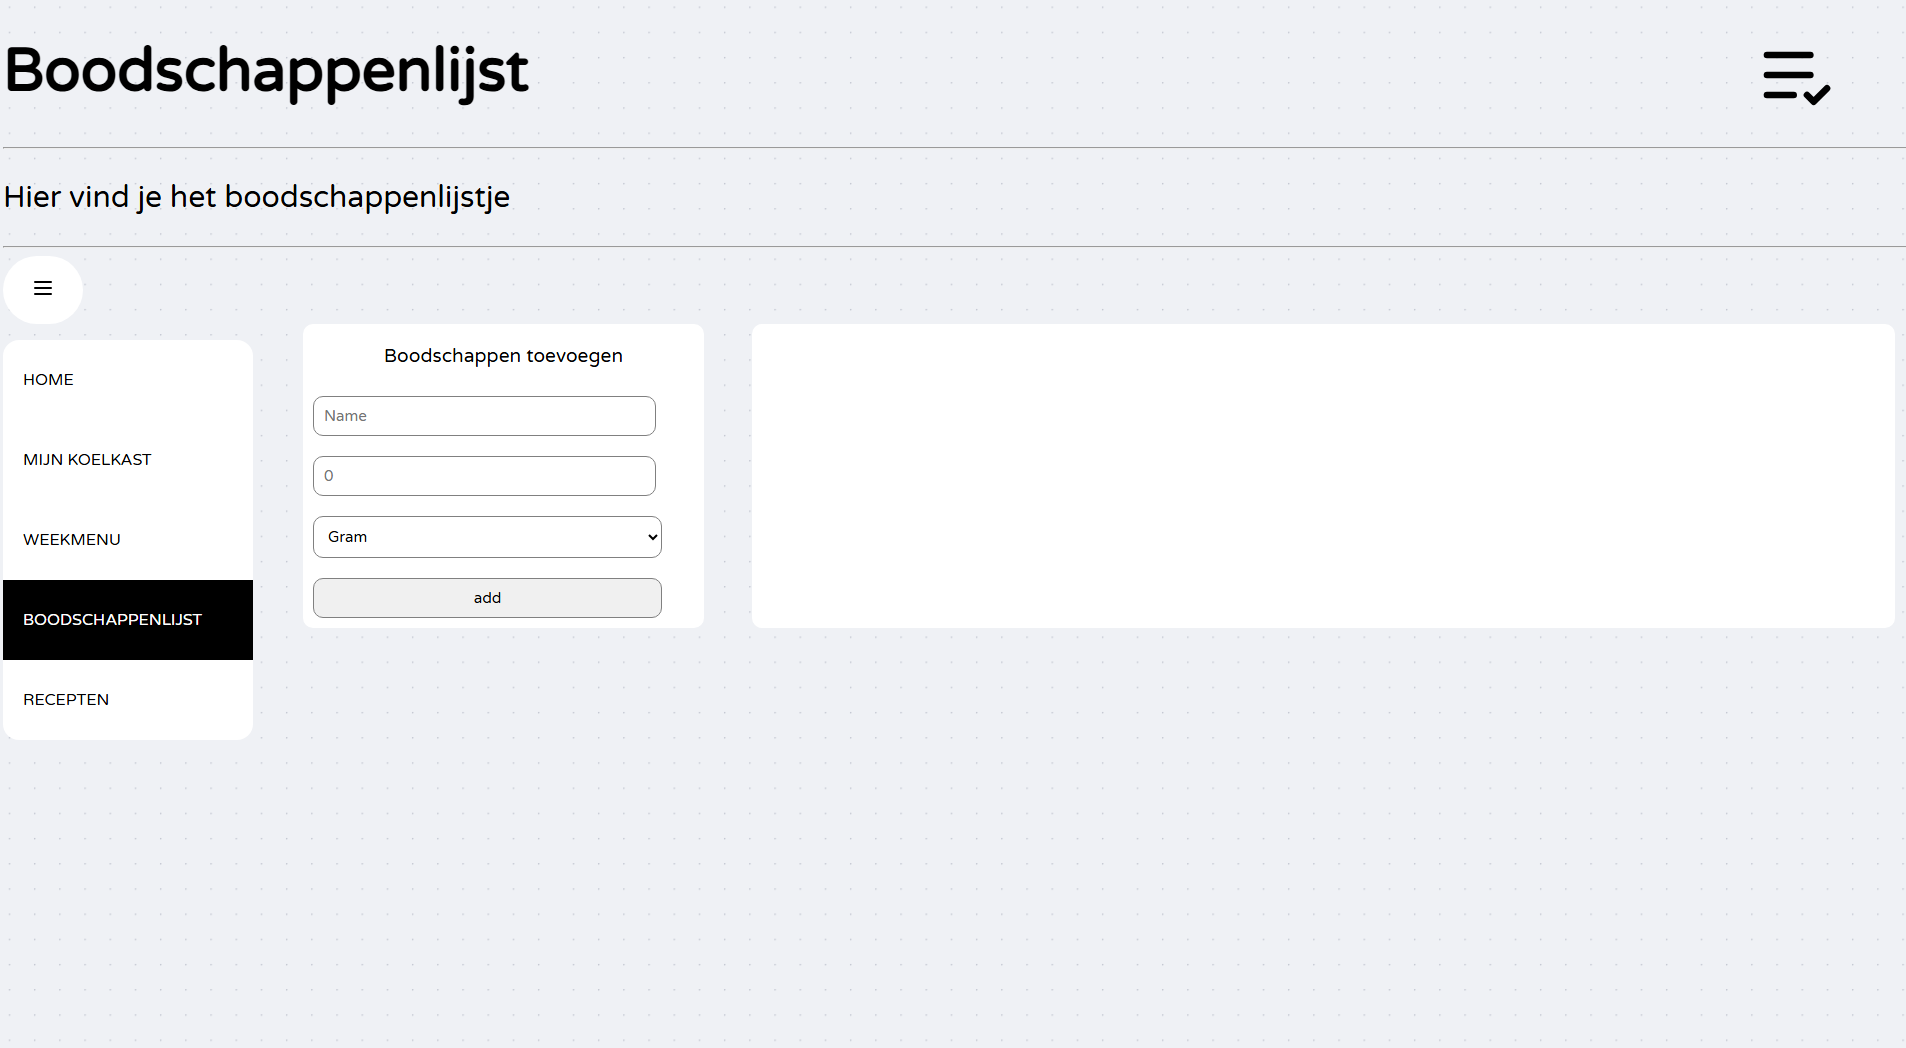 Boodschappenlijst
Hier vind je het boodschappenlijstje
HOME
MIJN KOELKAST
WEEKMENU
BOODSCHAPPENLIJST
RECEPTEN
Boodschappen toevoegen
Name
0
Gram
add